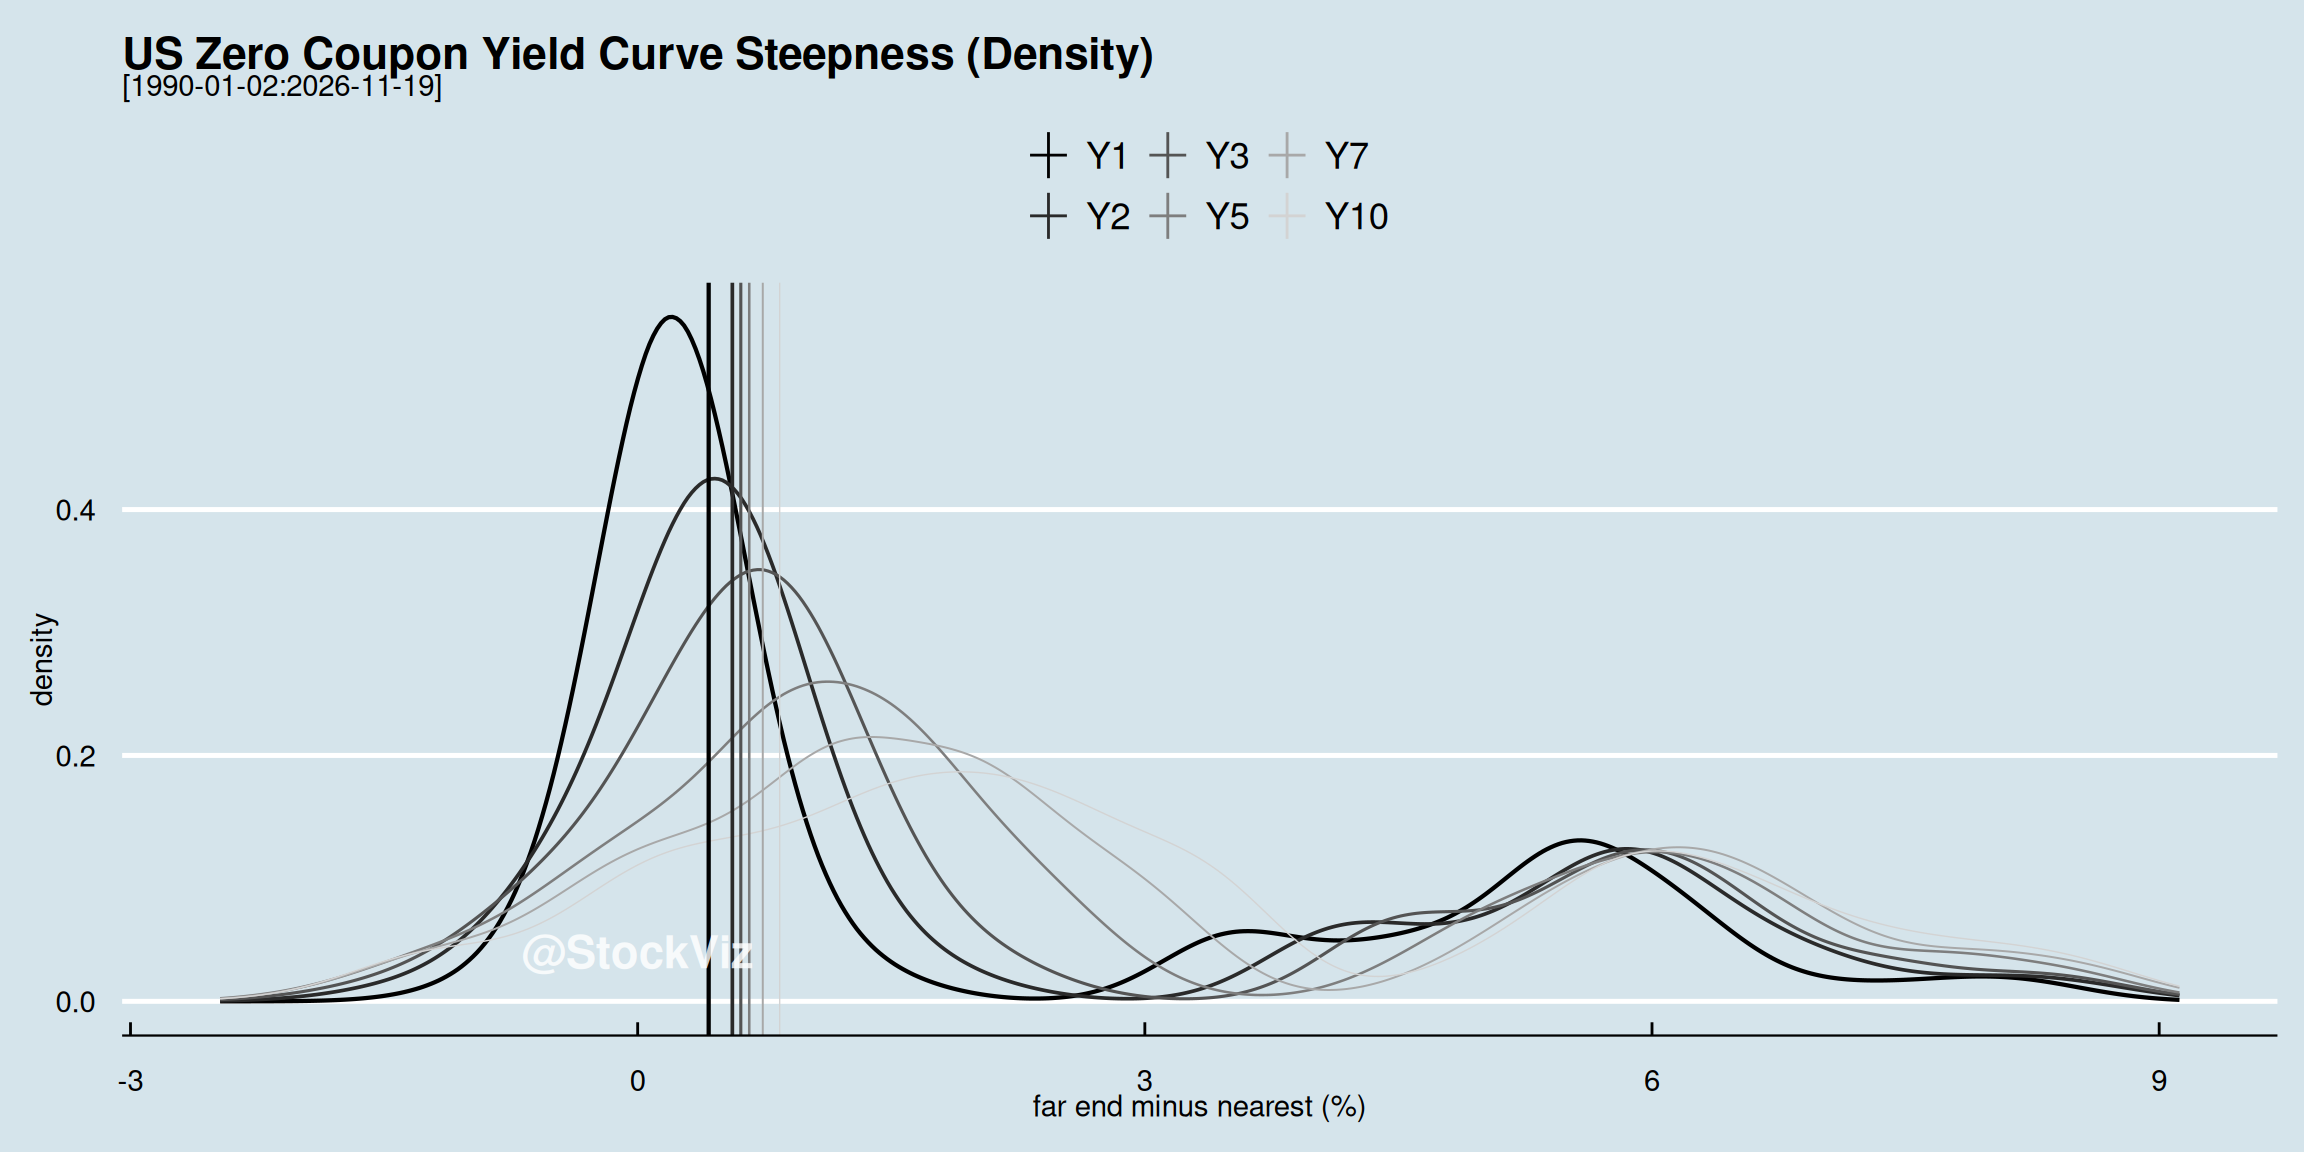 US Zero Coupon Yield Curve Steepness (Density)
[1990-01-02:2026-11-19]
Y1 Y3 Y7
Y2 Y5 Y10
0.4
0.2
0.0
density
@StockViz
-3 0 3 6 9
far end minus nearest (%)